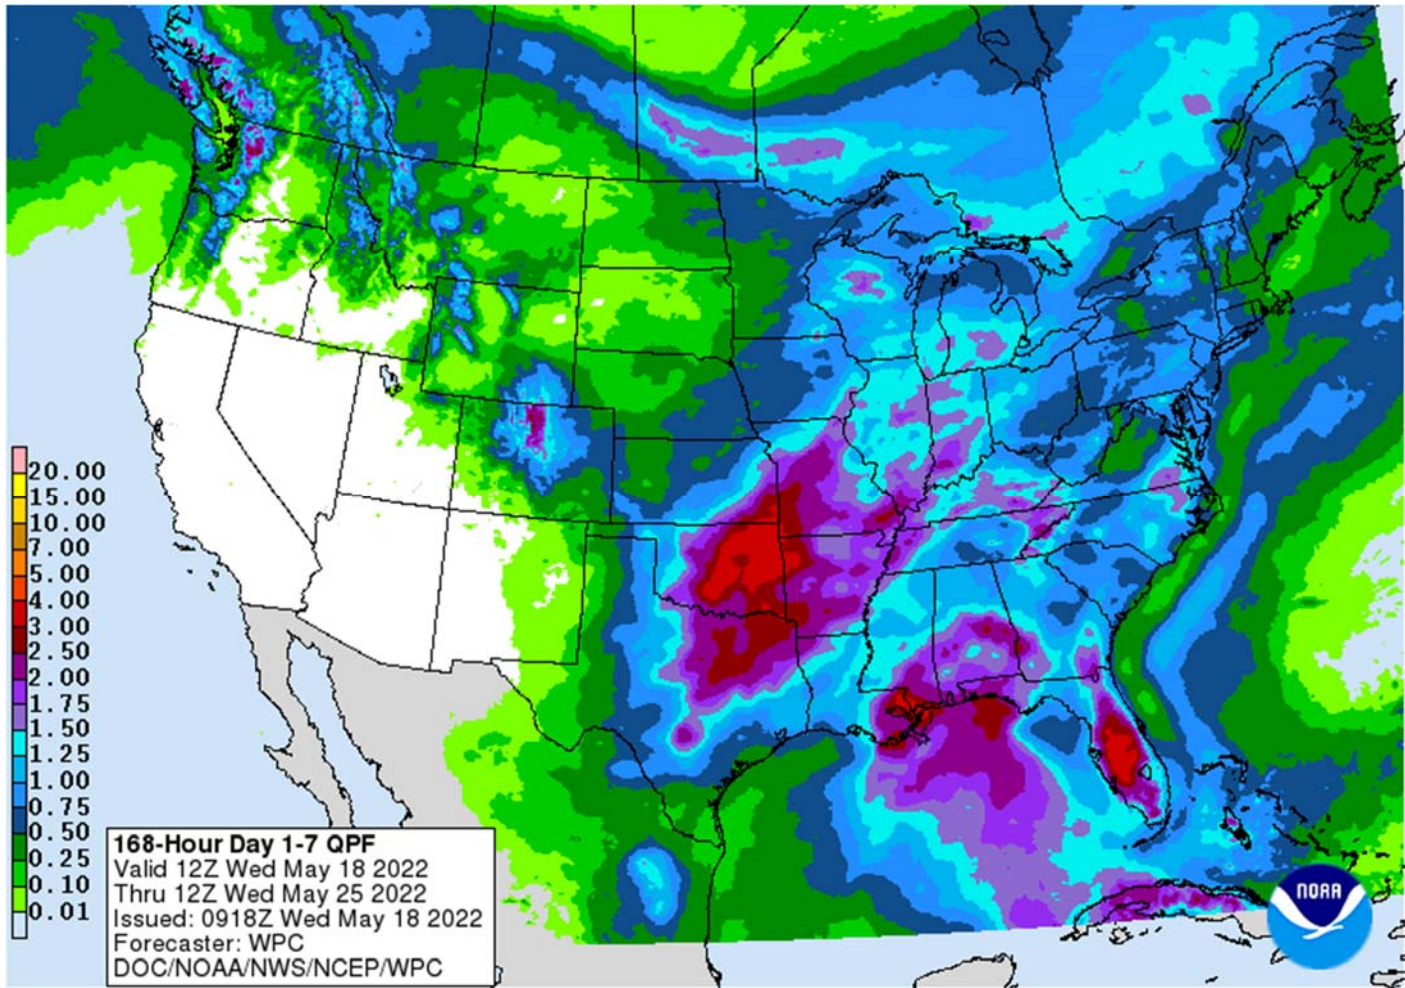 20.00
15.00
10.00
7.00
5.00
4.00
3.00
2.50
2.00
1.75
1.50
1.25
1.00
0.75
0.50
0.25
0.10
0.01
168-Hour Day 1-7 QPF
Valid 12Z Wed May 18 2022
Thru 12Z Wed May 25 2022
Issued: 0918Z Wed May 18 2022
Forecaster: WPC
DOC/NOAA/NWS/NCEP/WPC
NOAA